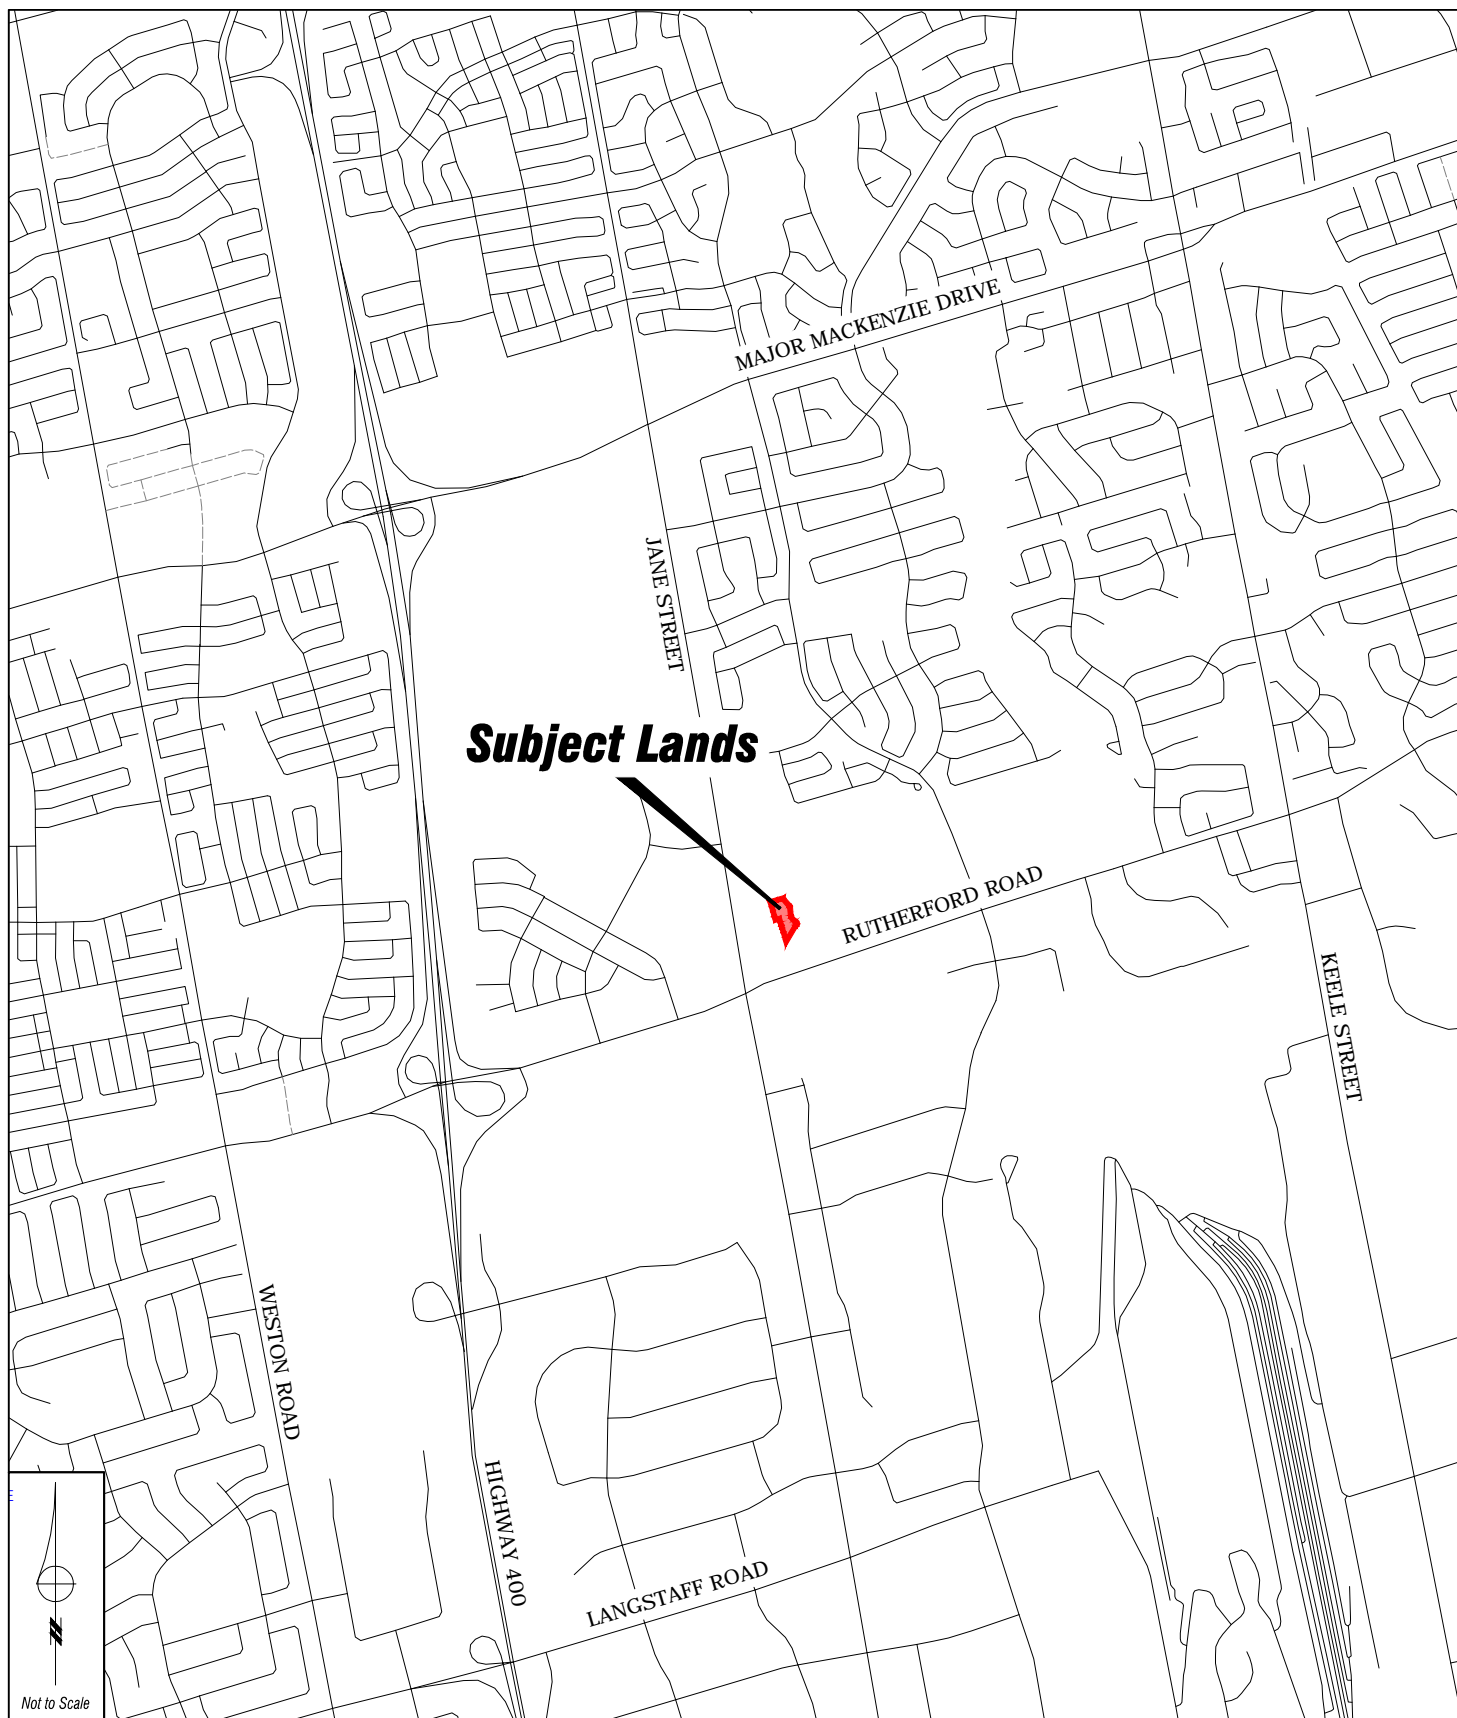 MAJOR MACKENZIE DRIVE
JANE STREET
Subject Lands
RUTHERFORD ROAD
KEELE STREET
WESTON ROAD
HIGHWAY 400
LANGSTAFF ROAD
E
N
Not to Scale